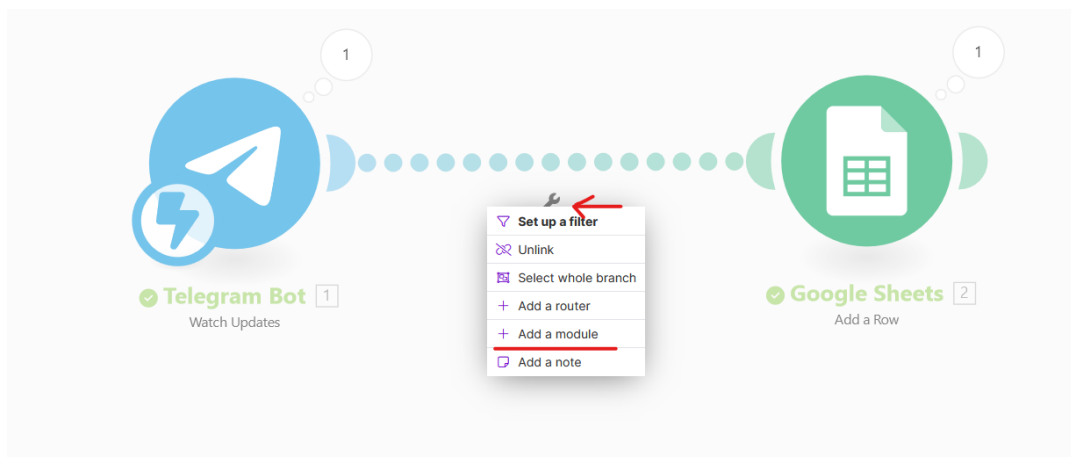 1
1
Set up a filter
Unlink
Select whole branch
Add a router
Add a module
Add a note
Telegram Bot 1
Watch Updates
Google Sheets 2
Add a Row